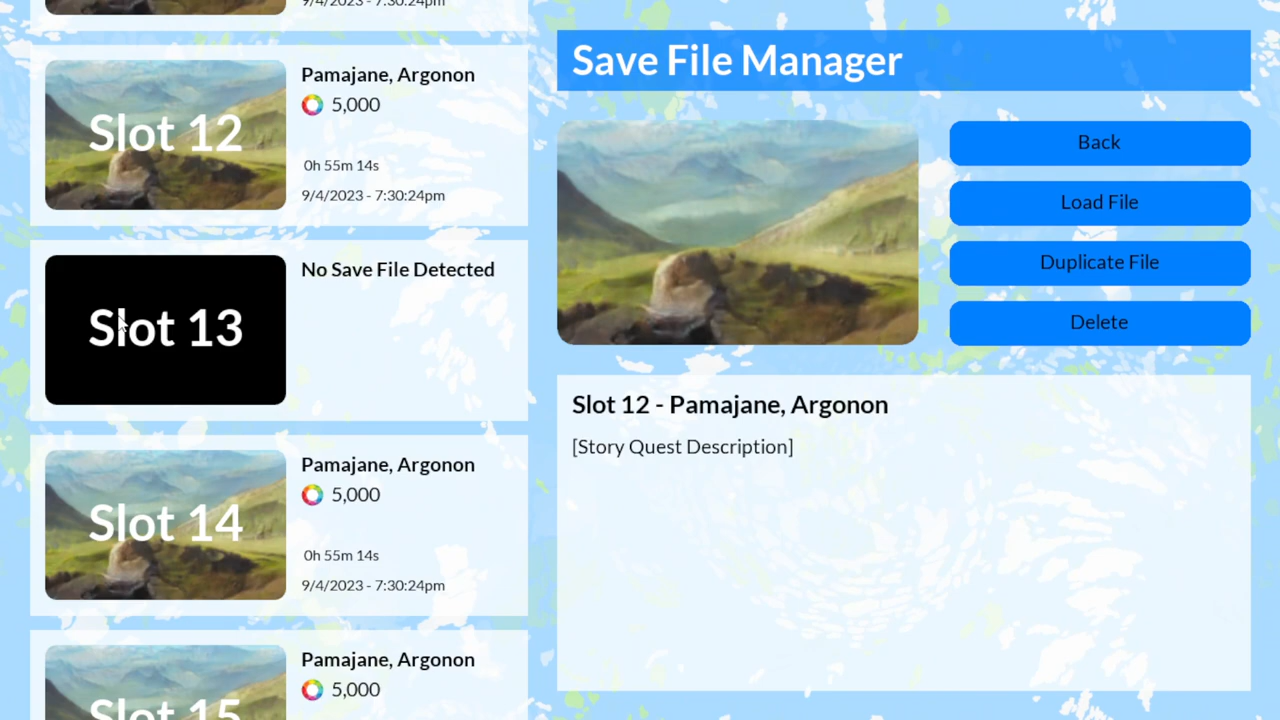 9/4/2023 - 7:30:24pm
Slot 12
Pamajane, Argonon
5,000
0h 55m 14s
9/4/2023 - 7:30:24pm
Slot 13
No Save File Detected
Slot 14
Pamajane, Argonon
5,000
0h 55m 14s
9/4/2023 - 7:30:24pm
Slot 15
Pamajane, Argonon
5,000
Save File Manager
Back
Load File
Duplicate File
Delete
Slot 12 - Pamajane, Argonon
[Story Quest Description]